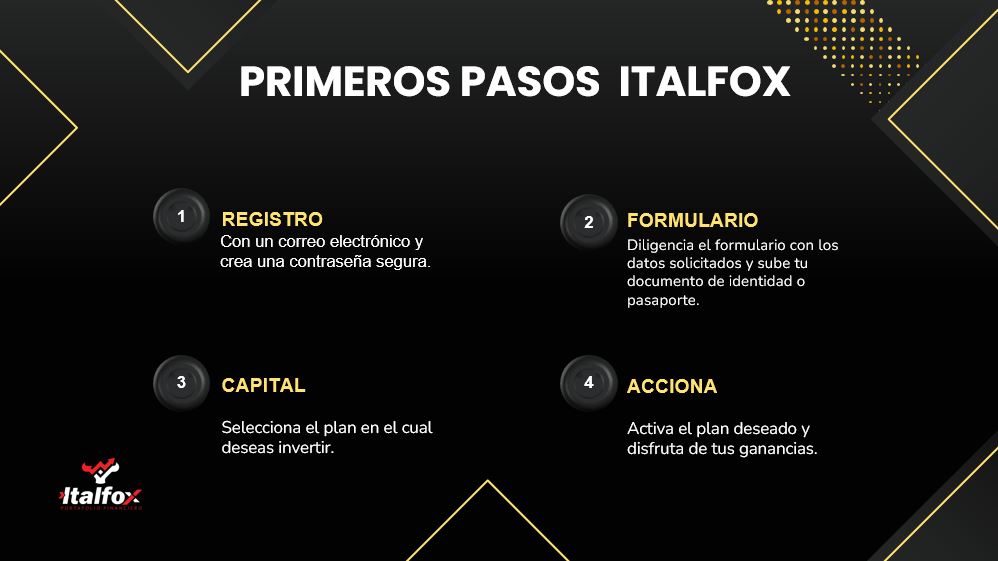 PRIMEROS PASOS ITALFOX
1
REGISTRO
Con un correo electrónico y
crea una contraseña segura.
2
FORMULARIO
Diligencia el formulario con los
datos solicitados y sube tu
documento de identidad o
pasaporte.
3
CAPITAL
Selecciona el plan en el cual
deseas invertir.
4
ACCIONA
Activa el plan deseado y
disfruta de tus ganancias.
Italfox
PORTAFOLIO FINANCIERO